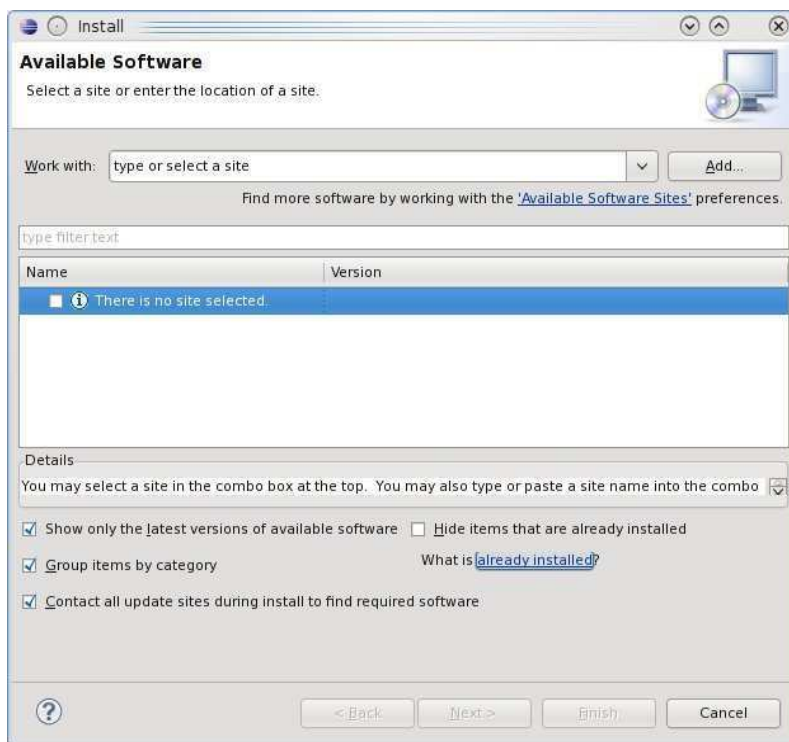 Install
Available Software
Select a site or enter the location of a site.
Work with: type or select a site Add...
Find more software by working with the 'Available Software Sites' preferences.
type filter text
Name Version
There is no site selected.
Details
You may select a site in the combo box at the top. You may also type or paste a site name into the combo
Show only the latest versions of available software Hide items that are already installed
Group items by category What is already installed?
Contact all update sites during install to find required software
< Back Next > Finish Cancel